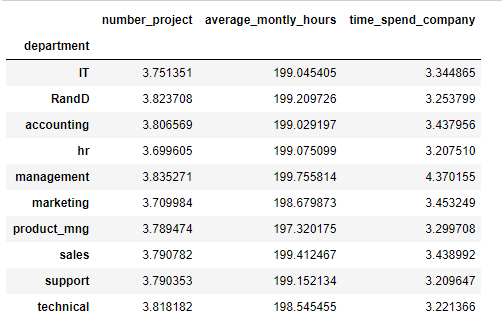 number_project average_montly_hours time_spend_company
department
IT 3.751351 199.045405 3.344865
RandD 3.823708 199.209726 3.253799
accounting 3.806569 199.029197 3.437956
hr 3.699605 199.075099 3.207510
management 3.835271 199.755814 4.370155
marketing 3.709984 198.679873 3.453249
product_mng 3.789474 197.320175 3.299708
sales 3.790782 199.412467 3.438992
support 3.790353 199.152134 3.209647
technical 3.818182 198.545455 3.221366